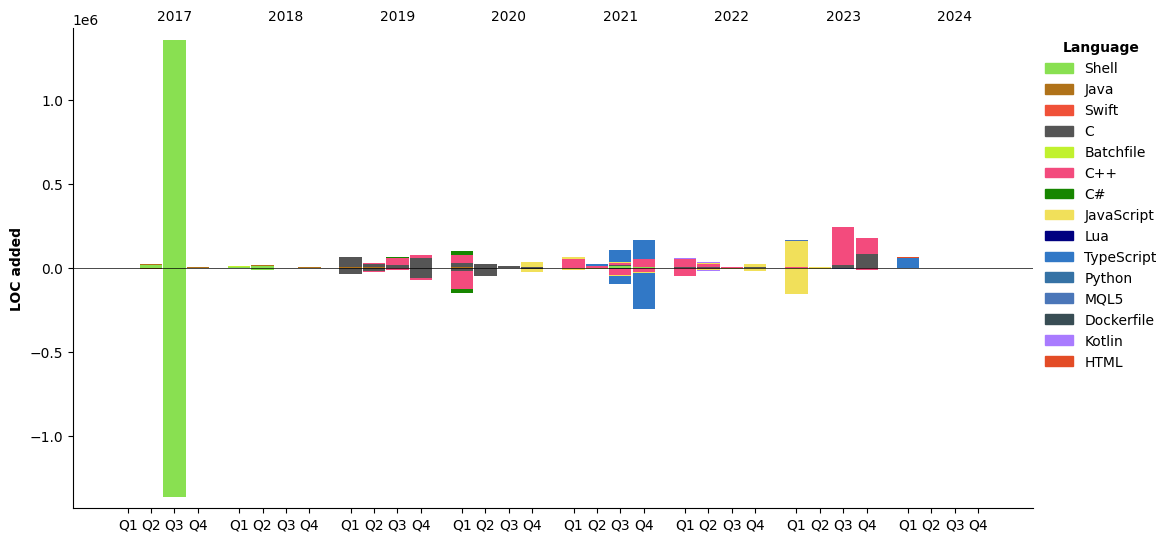 2017 2018 2019 2020 2021 2022 2023 2024
1e6
1.0
0.5
0.0
−0.5
−1.0
LOC added
Q1 Q2 Q3 Q4 Q1 Q2 Q3 Q4 Q1 Q2 Q3 Q4 Q1 Q2 Q3 Q4 Q1 Q2 Q3 Q4 Q1 Q2 Q3 Q4 Q1 Q2 Q3 Q4 Q1 Q2 Q3 Q4
Language
Shell
Java
Swift
C
Batchfile
C++
C#
JavaScript
Lua
TypeScript
Python
MQL5
Dockerfile
Kotlin
HTML